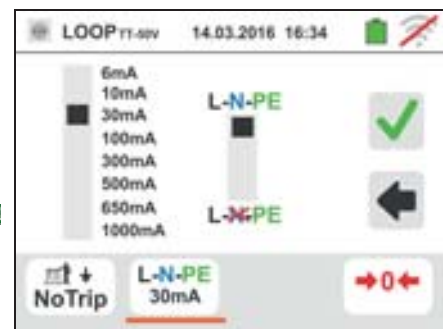 LOOP TT-50V 14.03.2016 16:34
6mA
10mA
30mA
100mA
300mA
500mA
650mA
1000mA
L-N-PE
L-N-PE
+
NoTrip
L-N-PE
30mA
0